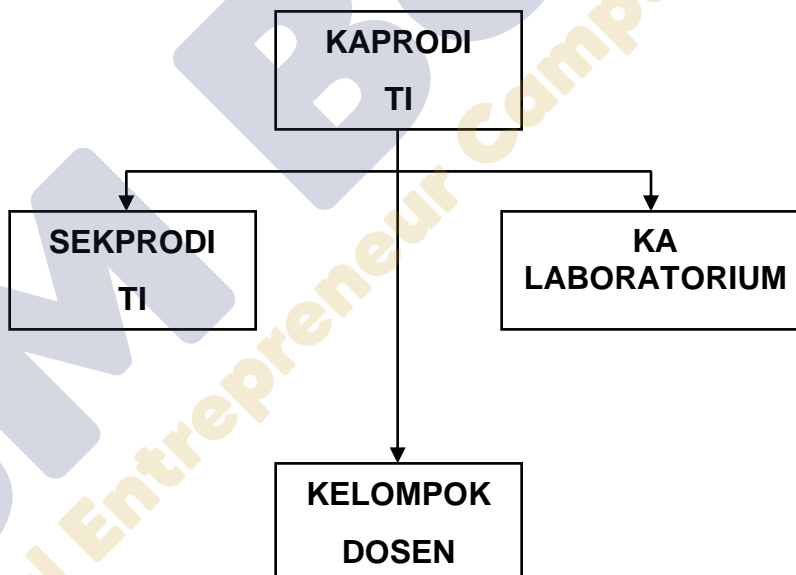 KAPRODI
TI
SEKPRODI
TI
KA
LABORATORIUM
KELOMPOK
DOSEN
Entrepreneur